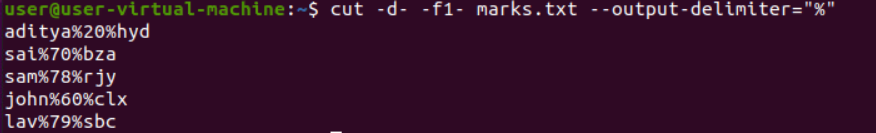 user@user-virtual-machine:~$ cut -d- -f1- marks.txt --output-delimiter="%"
aditya%20%hyd
sai%70%bza
sam%78%rjy
john%60%clx
lav%79%sbc